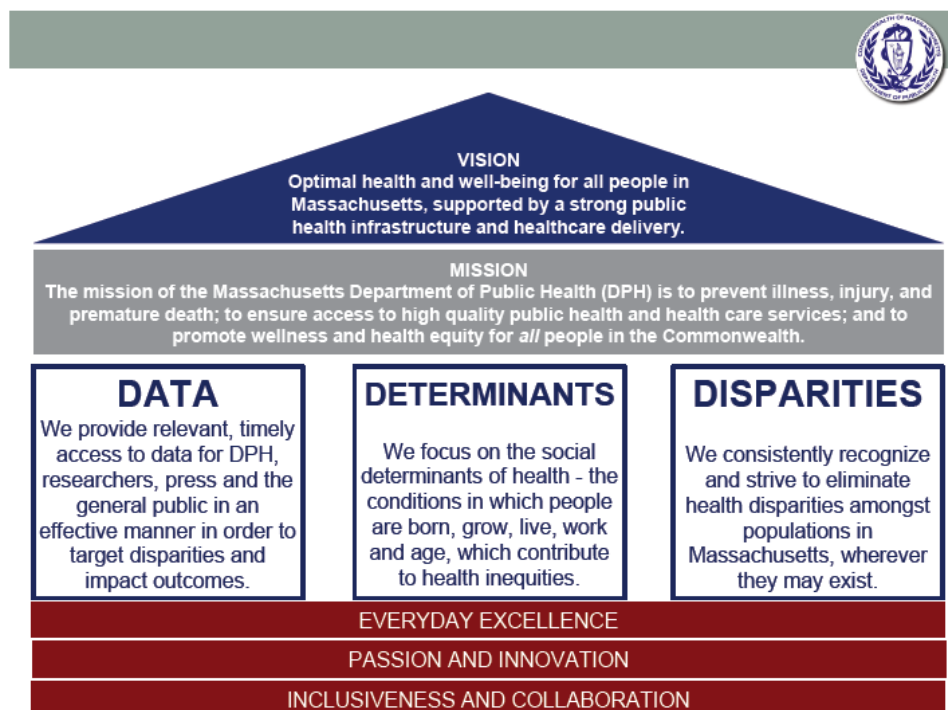 COMMONWEALTH OF MASSACHUSETTS
DEPARTMENT OF PUBLIC HEALTH
VISION
Optimal health and well-being for all people in
Massachusetts, supported by a strong public
health infrastructure and healthcare delivery.
MISSION
The mission of the Massachusetts Department of Public Health (DPH) is to prevent illness, injury, and
premature death; to ensure access to high quality public health and health care services; and to
promote wellness and health equity for all people in the Commonwealth.
DATA
We provide relevant, timely
access to data for DPH,
researchers, press and the
general public in an
effective manner in order to
target disparities and
impact outcomes.
DETERMINANTS
We focus on the social
determinants of health - the
conditions in which people
are born, grow, live, work
and age, which contribute
to health inequities.
DISPARITIES
We consistently recognize
and strive to eliminate
health disparities amongst
populations in
Massachusetts, wherever
they may exist.
EVERYDAY EXCELLENCE
PASSION AND INNOVATION
INCLUSIVENESS AND COLLABORATION